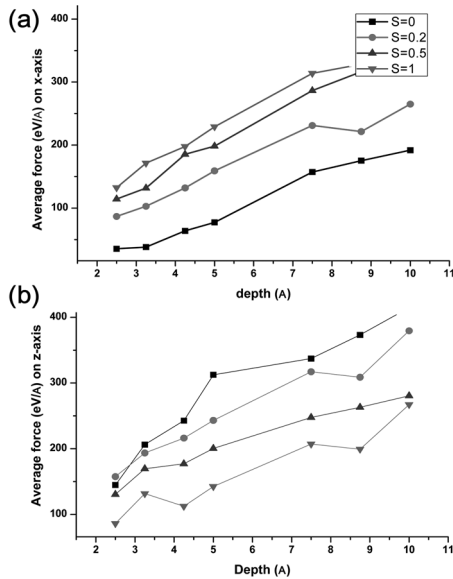 (a)
Average force (eV/A) on x-axis
400
300
200
100
S=0
S=0.2
S=0.5
S=1
2 3 4 5 6 7 8 9 10 11
depth (A)
(b)
Average force (eV/A) on z-axis
400
300
200
100
2 3 4 5 6 7 8 9 10 11
Depth (A)